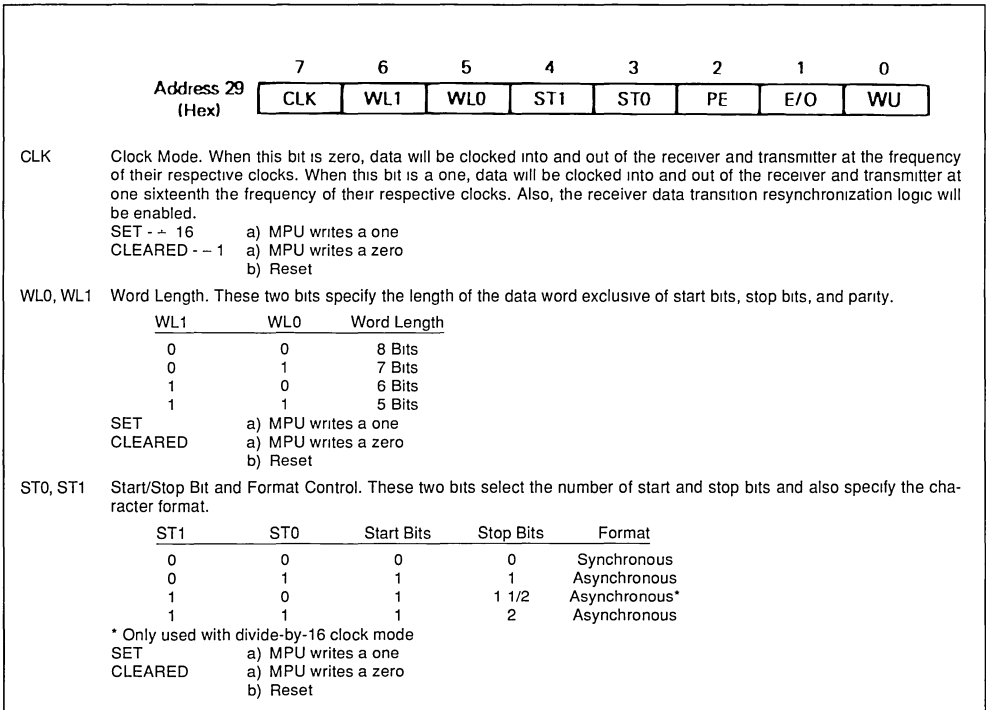 7 6 5 4 3 2 1 0
Address 29 CLK WL1 WL0 ST1 ST0 PE E/O WU
(Hex)
CLK Clock Mode. When this bit is zero, data will be clocked into and out of the receiver and transmitter at the frequency
of their respective clocks. When this bit is a one, data will be clocked into and out of the receiver and transmitter at
one sixteenth the frequency of their respective clocks. Also, the receiver data transition resynchronization logic will
be enabled.
SET - ÷ 16 a) MPU writes a one
CLEARED - ÷ 1 a) MPU writes a zero
b) Reset
WL0, WL1 Word Length. These two bits specify the length of the data word exclusive of start bits, stop bits, and parity.
WL1 WL0 Word Length
0 0 8 Bits
0 1 7 Bits
1 0 6 Bits
1 1 5 Bits
SET a) MPU writes a one
CLEARED a) MPU writes a zero
b) Reset
ST0, ST1 Start/Stop Bit and Format Control. These two bits select the number of start and stop bits and also specify the cha-
racter format.
ST1 ST0 Start Bits Stop Bits Format
0 0 0 0 Synchronous
0 1 1 1 Asynchronous
1 0 1 1 1/2 Asynchronous*
1 1 1 2 Asynchronous
* Only used with divide-by-16 clock mode
SET a) MPU writes a one
CLEARED a) MPU writes a zero
b) Reset